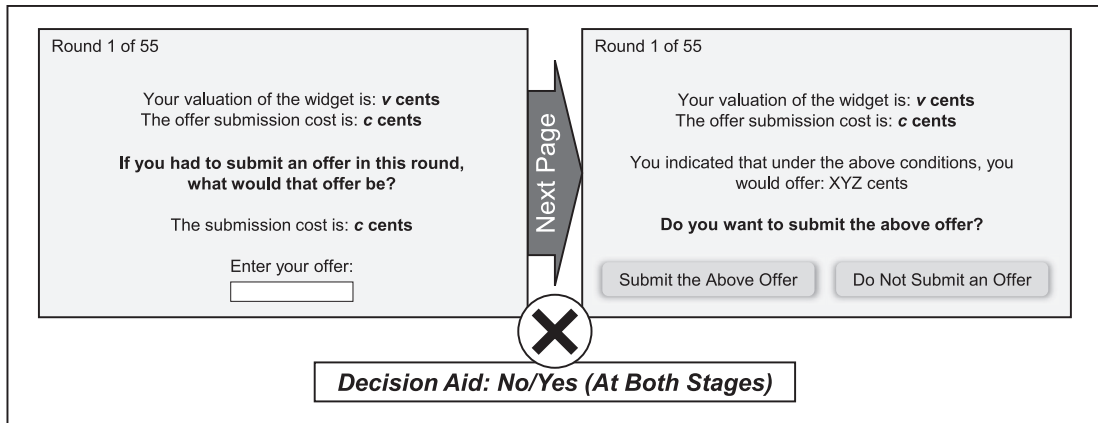 Round 1 of 55
Your valuation of the widget is: v cents
The offer submission cost is: c cents
If you had to submit an offer in this round,
what would that offer be?
The submission cost is: c cents
Enter your offer:
Next Page
Round 1 of 55
Your valuation of the widget is: v cents
The offer submission cost is: c cents
You indicated that under the above conditions, you
would offer: XYZ cents
Do you want to submit the above offer?
Submit the Above Offer
Do Not Submit an Offer
Decision Aid: No/Yes (At Both Stages)